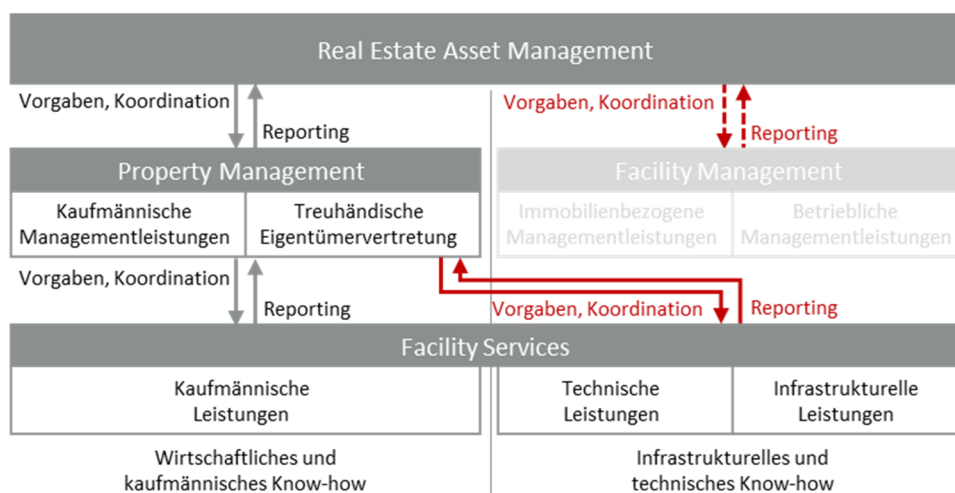 Real Estate Asset Management
Vorgaben, Koordination
Reporting
Vorgaben, Koordination
Reporting
Property Management
Kaufmännische
Managementleistungen
Treuhändische
Eigentümervertretung
Facility Management
Immobilienbezogene
Managementleistungen
Betriebliche
Managementleistungen
Vorgaben, Koordination
Reporting
Vorgaben, Koordination
Reporting
Facility Services
Kaufmännische
Leistungen
Technische
Leistungen
Infrastrukturelle
Leistungen
Wirtschaftliches und
kaufmännisches Know-how
Infrastrukturelles und
technisches Know-how